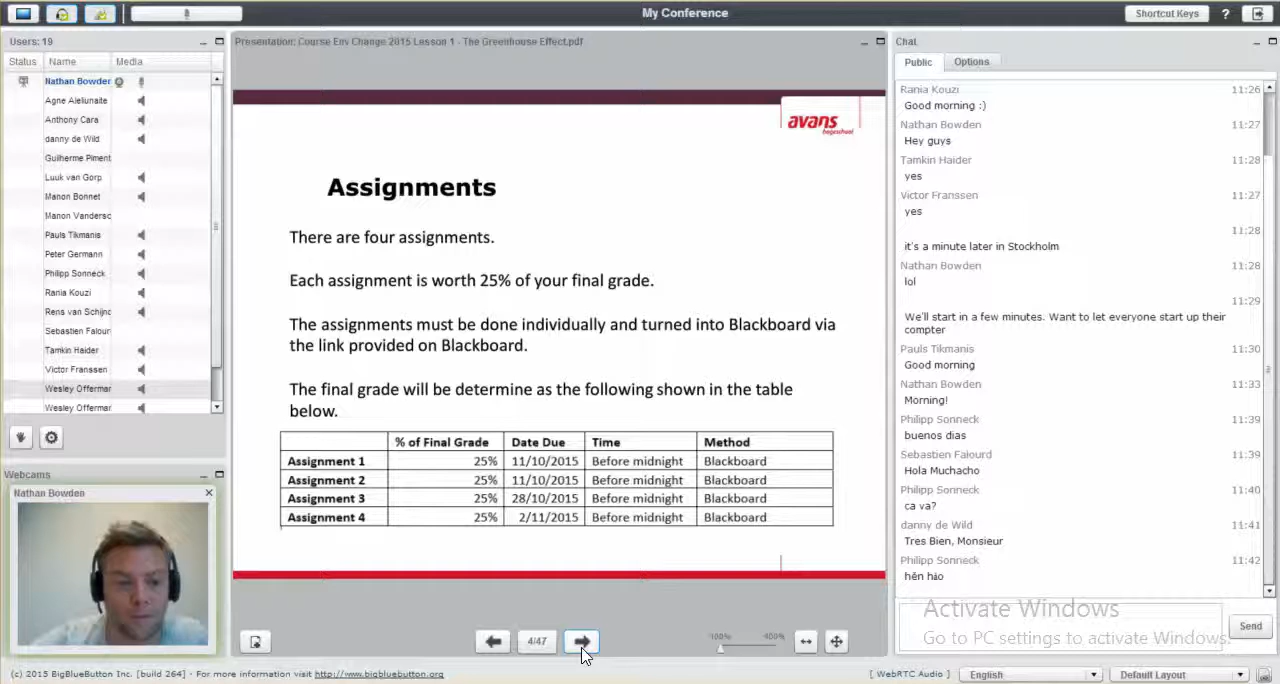 My Conference
Shortcut Keys
?
Users: 19
Status Name Media
Nathan Bowden
Agne Aleliunaite
Anthony Cara
danny de Wild
Guilherme Piment
Luuk van Gorp
Manon Bonnet
Manon Vandersc
Pauls Tikmanis
Peter Germann
Philipp Sonneck
Rania Kouzi
Rens van Schijnd
Sebastien Falour
Tamkin Haider
Victor Franssen
Wesley Offermar
Wesley Offermar
Webcams
Nathan Bowden
Presentation: Course Env Change 2015 Lesson 1 - The Greenhouse Effect.pdf
avans
hogeschool
Assignments
There are four assignments.
Each assignment is worth 25% of your final grade.
The assignments must be done individually and turned into Blackboard via
the link provided on Blackboard.
The final grade will be determine as the following shown in the table
below.
% of Final Grade Date Due Time Method
Assignment 1 25% 11/10/2015 Before midnight Blackboard
Assignment 2 25% 11/10/2015 Before midnight Blackboard
Assignment 3 25% 28/10/2015 Before midnight Blackboard
Assignment 4 25% 2/11/2015 Before midnight Blackboard
4/47
100% 400%
Chat
Public Options
Rania Kouzi 11:26
Good morning :)
Nathan Bowden 11:27
Hey guys
Tamkin Haider 11:28
yes
Victor Franssen 11:27
yes
11:28
it's a minute later in Stockholm
Nathan Bowden 11:28
lol
11:29
We'll start in a few minutes. Want to let everyone start up their
compter
Pauls Tikmanis 11:30
Good morning
Nathan Bowden 11:33
Morning!
Philipp Sonneck 11:39
buenos dias
Sebastien Falourd 11:39
Hola Muchacho
Philipp Sonneck 11:40
ca va?
danny de Wild 11:41
Tres Bien, Monsieur
Philipp Sonneck 11:42
hěn hǎo
Activate Windows
Go to PC settings to activate Windows.
Send
(c) 2015 BigBlueButton Inc. [build 264] - For more information visit http://www.bigbluebutton.org
[ WebRTC Audio ] English Default Layout